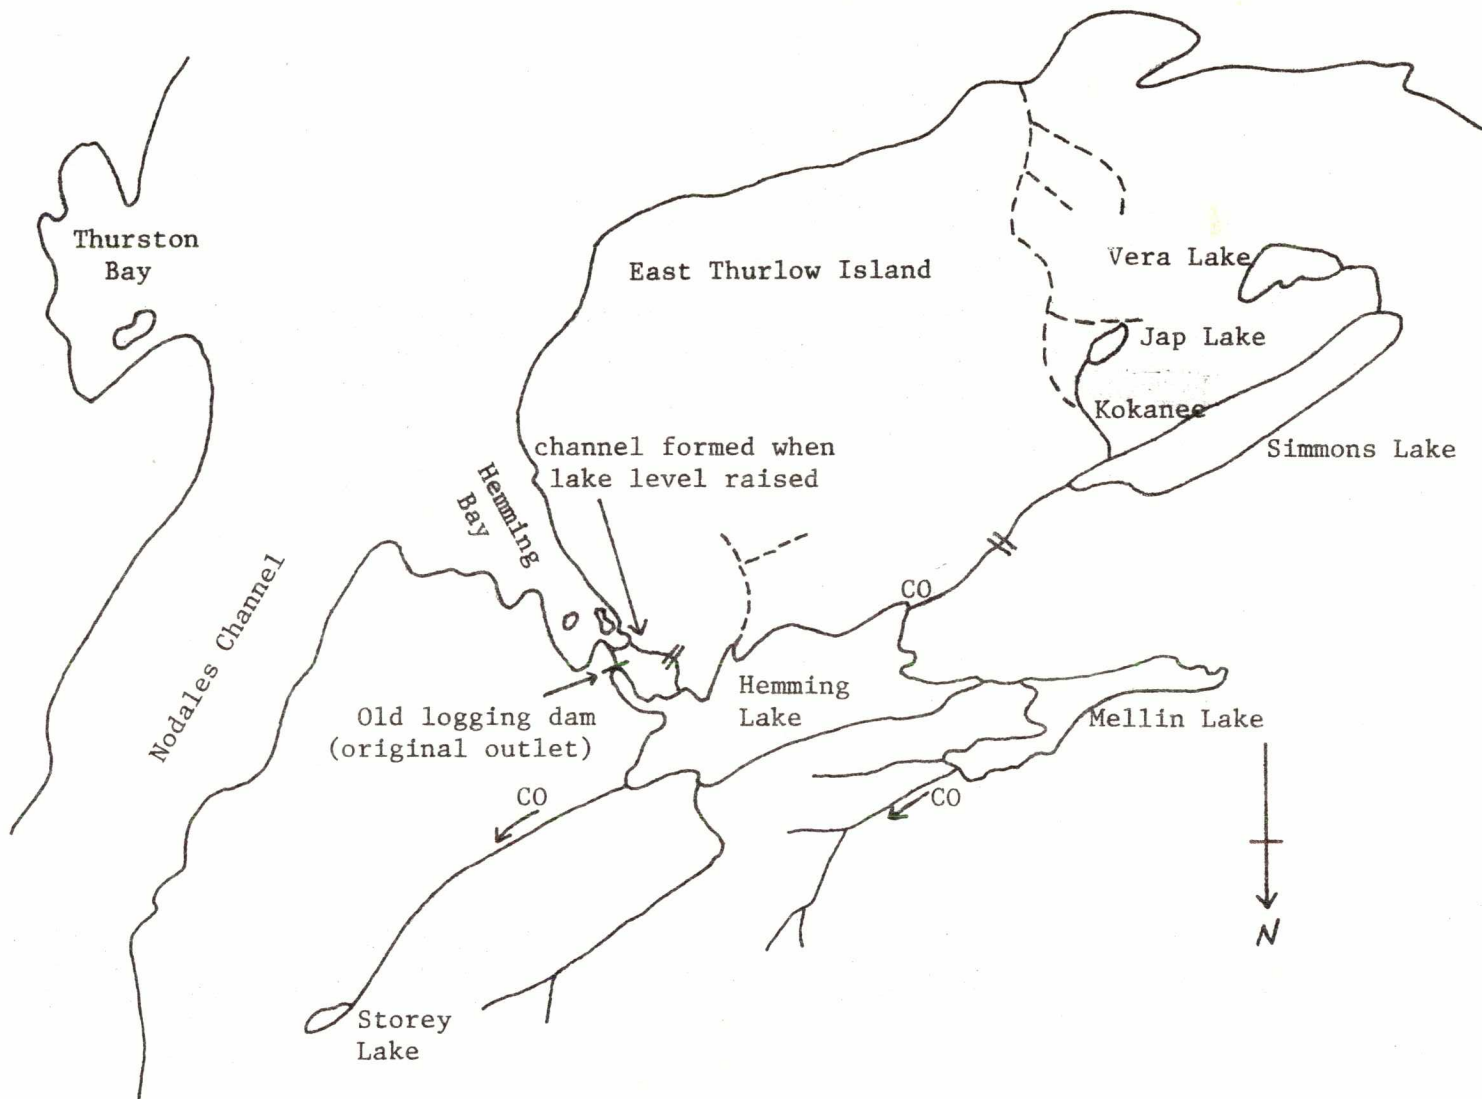 Thurston
Bay
East Thurlow Island
Vera Lake
Jap Lake
Kokanee
Simmons Lake
channel formed when
lake level raised
Hemming
Bay
Nodales Channel
CO
Hemming
Lake
Mellin Lake
Old logging dam
(original outlet)
CO
CO
N
Storey
Lake